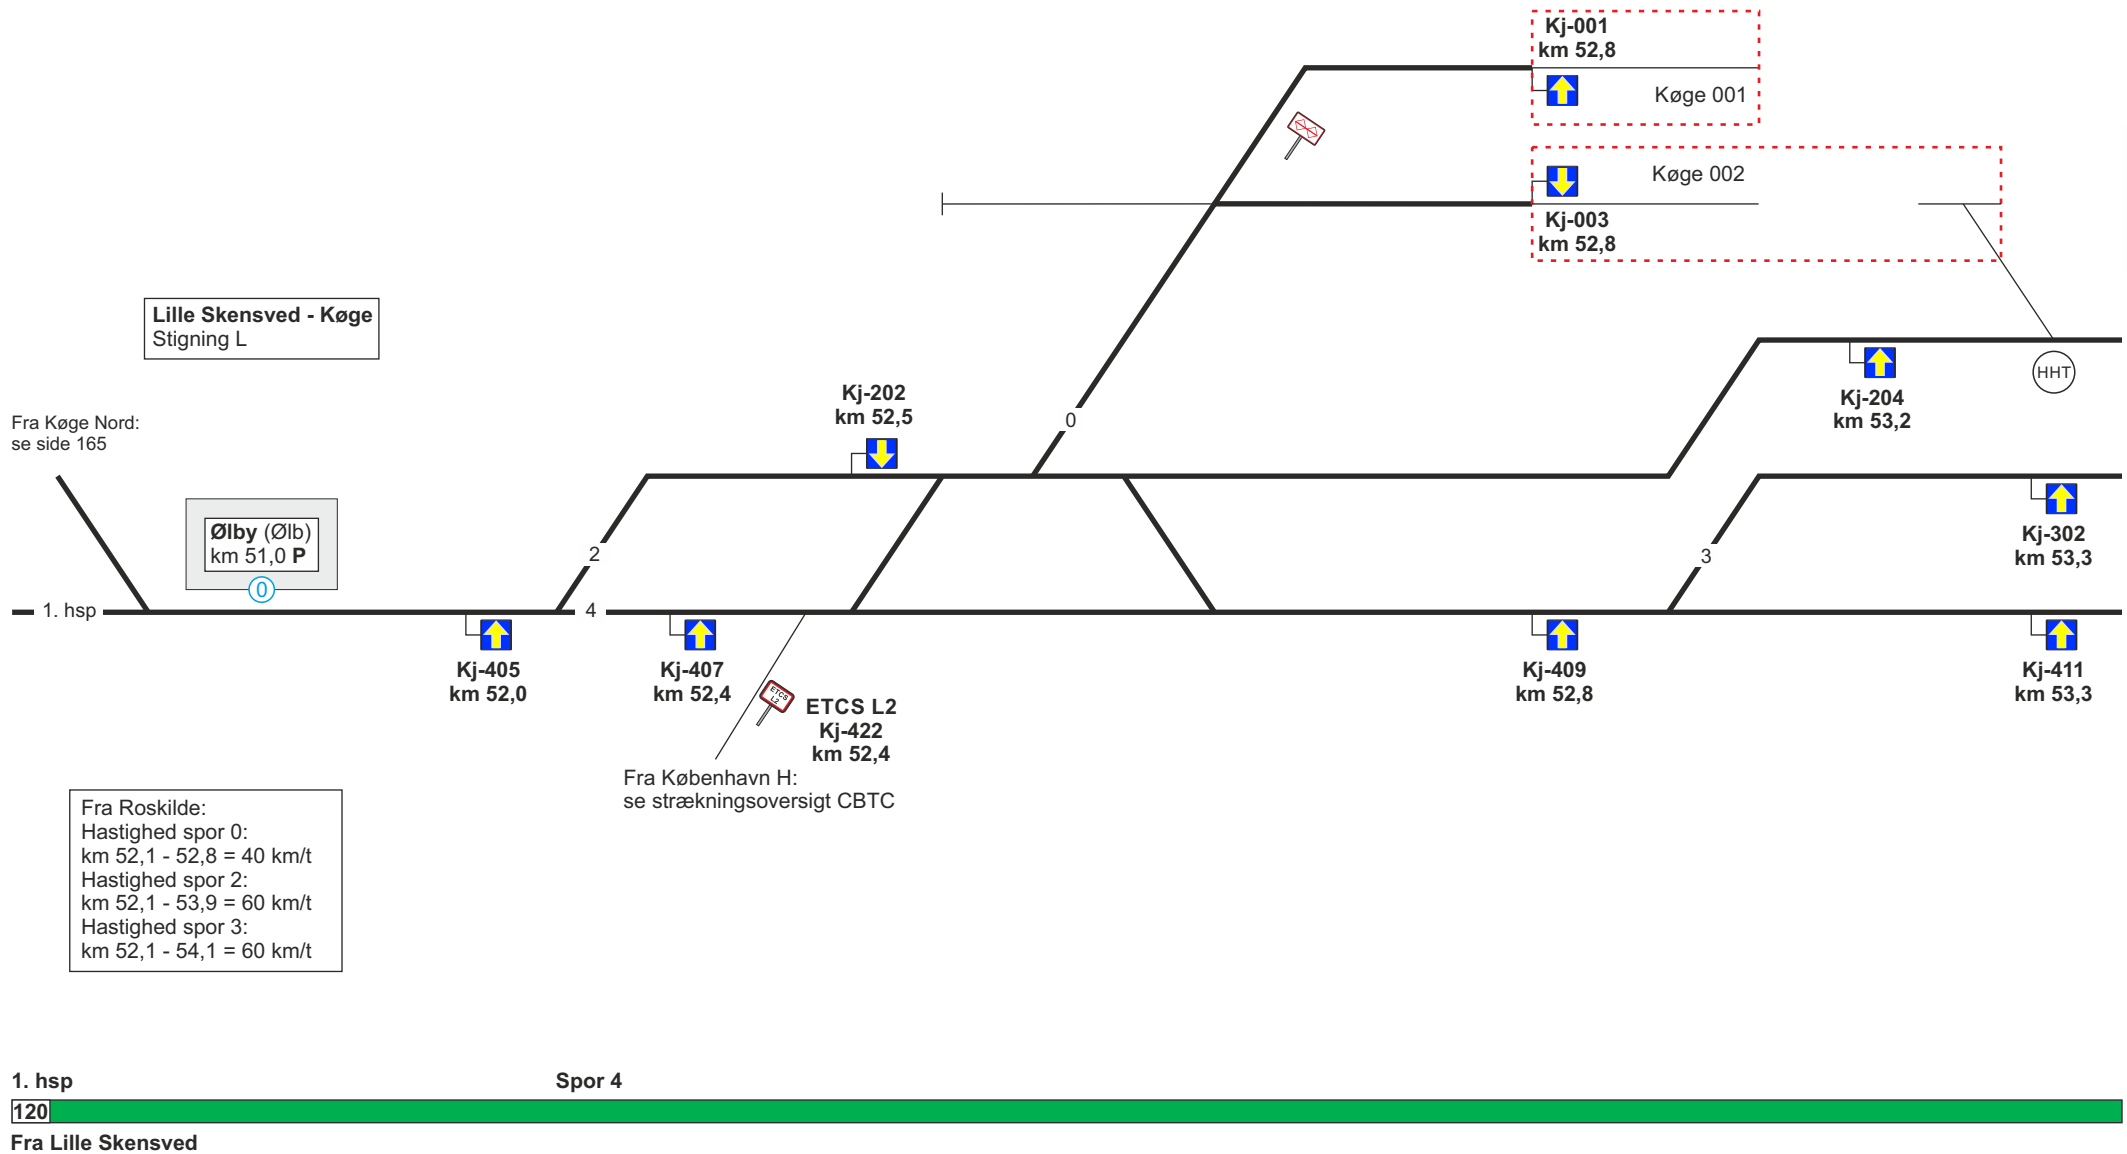 Kj-001
km 52,8
Køge 001
Køge 002
Kj-003
km 52,8
Lille Skensved - Køge
Stigning L
Fra Køge Nord:
se side 165
Kj-202
km 52,5
0
Kj-204
km 53,2
HHT
Ølby (Ølb)
km 51,0 P
0
2
3
Kj-302
km 53,3
1. hsp
4
Kj-405
km 52,0
Kj-407
km 52,4
ETCS
L2
ETCS L2
Kj-422
km 52,4
Kj-409
km 52,8
Kj-411
km 53,3
Fra København H:
se strækningsoversigt CBTC
Fra Roskilde:
Hastighed spor 0:
km 52,1 - 52,8 = 40 km/t
Hastighed spor 2:
km 52,1 - 53,9 = 60 km/t
Hastighed spor 3:
km 52,1 - 54,1 = 60 km/t
1. hsp
Spor 4
120
Fra Lille Skensved